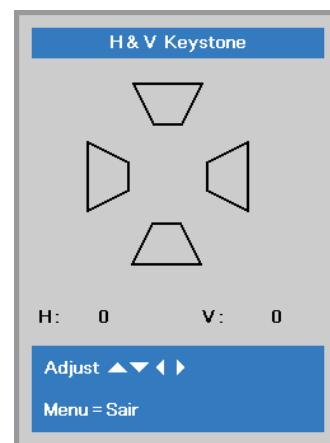 H & V Keystone
H: 0 V: 0
Adjust ▲▼◀▶
Menu = Sair